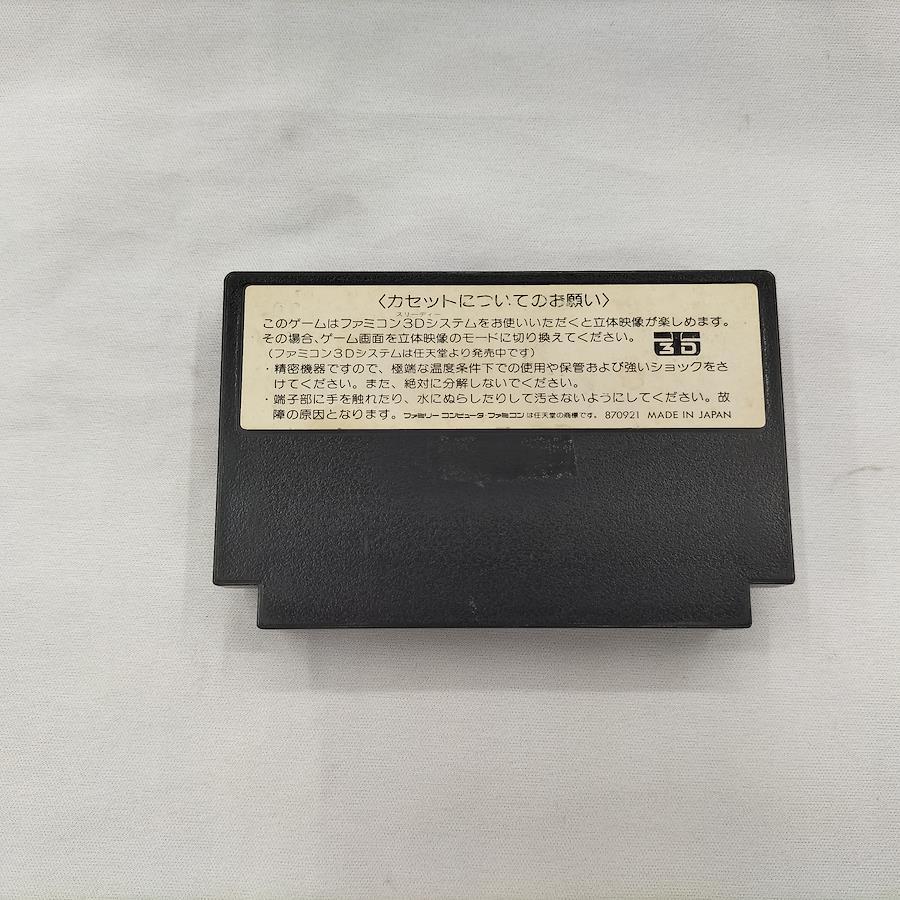 〈カセットについてのお願い〉
スリーディー
このゲームはファミコン3Dシステムをお使いいただくと立体映像が楽しめます。
その場合、ゲーム画面を立体映像のモードに切り換えてください。
(ファミコン3Dシステムは任天堂より発売中です)
3D
・精密機器ですので、極端な温度条件下での使用や保管および強いショックをさ
けてください。また、絶対に分解しないでください。
・端子部に手を触れたり、水にぬらしたりして汚さないようにしてください。故
障の原因となります。ファミリーコンピュータ・ファミコンは任天堂の商標です。 870921 MADE IN JAPAN